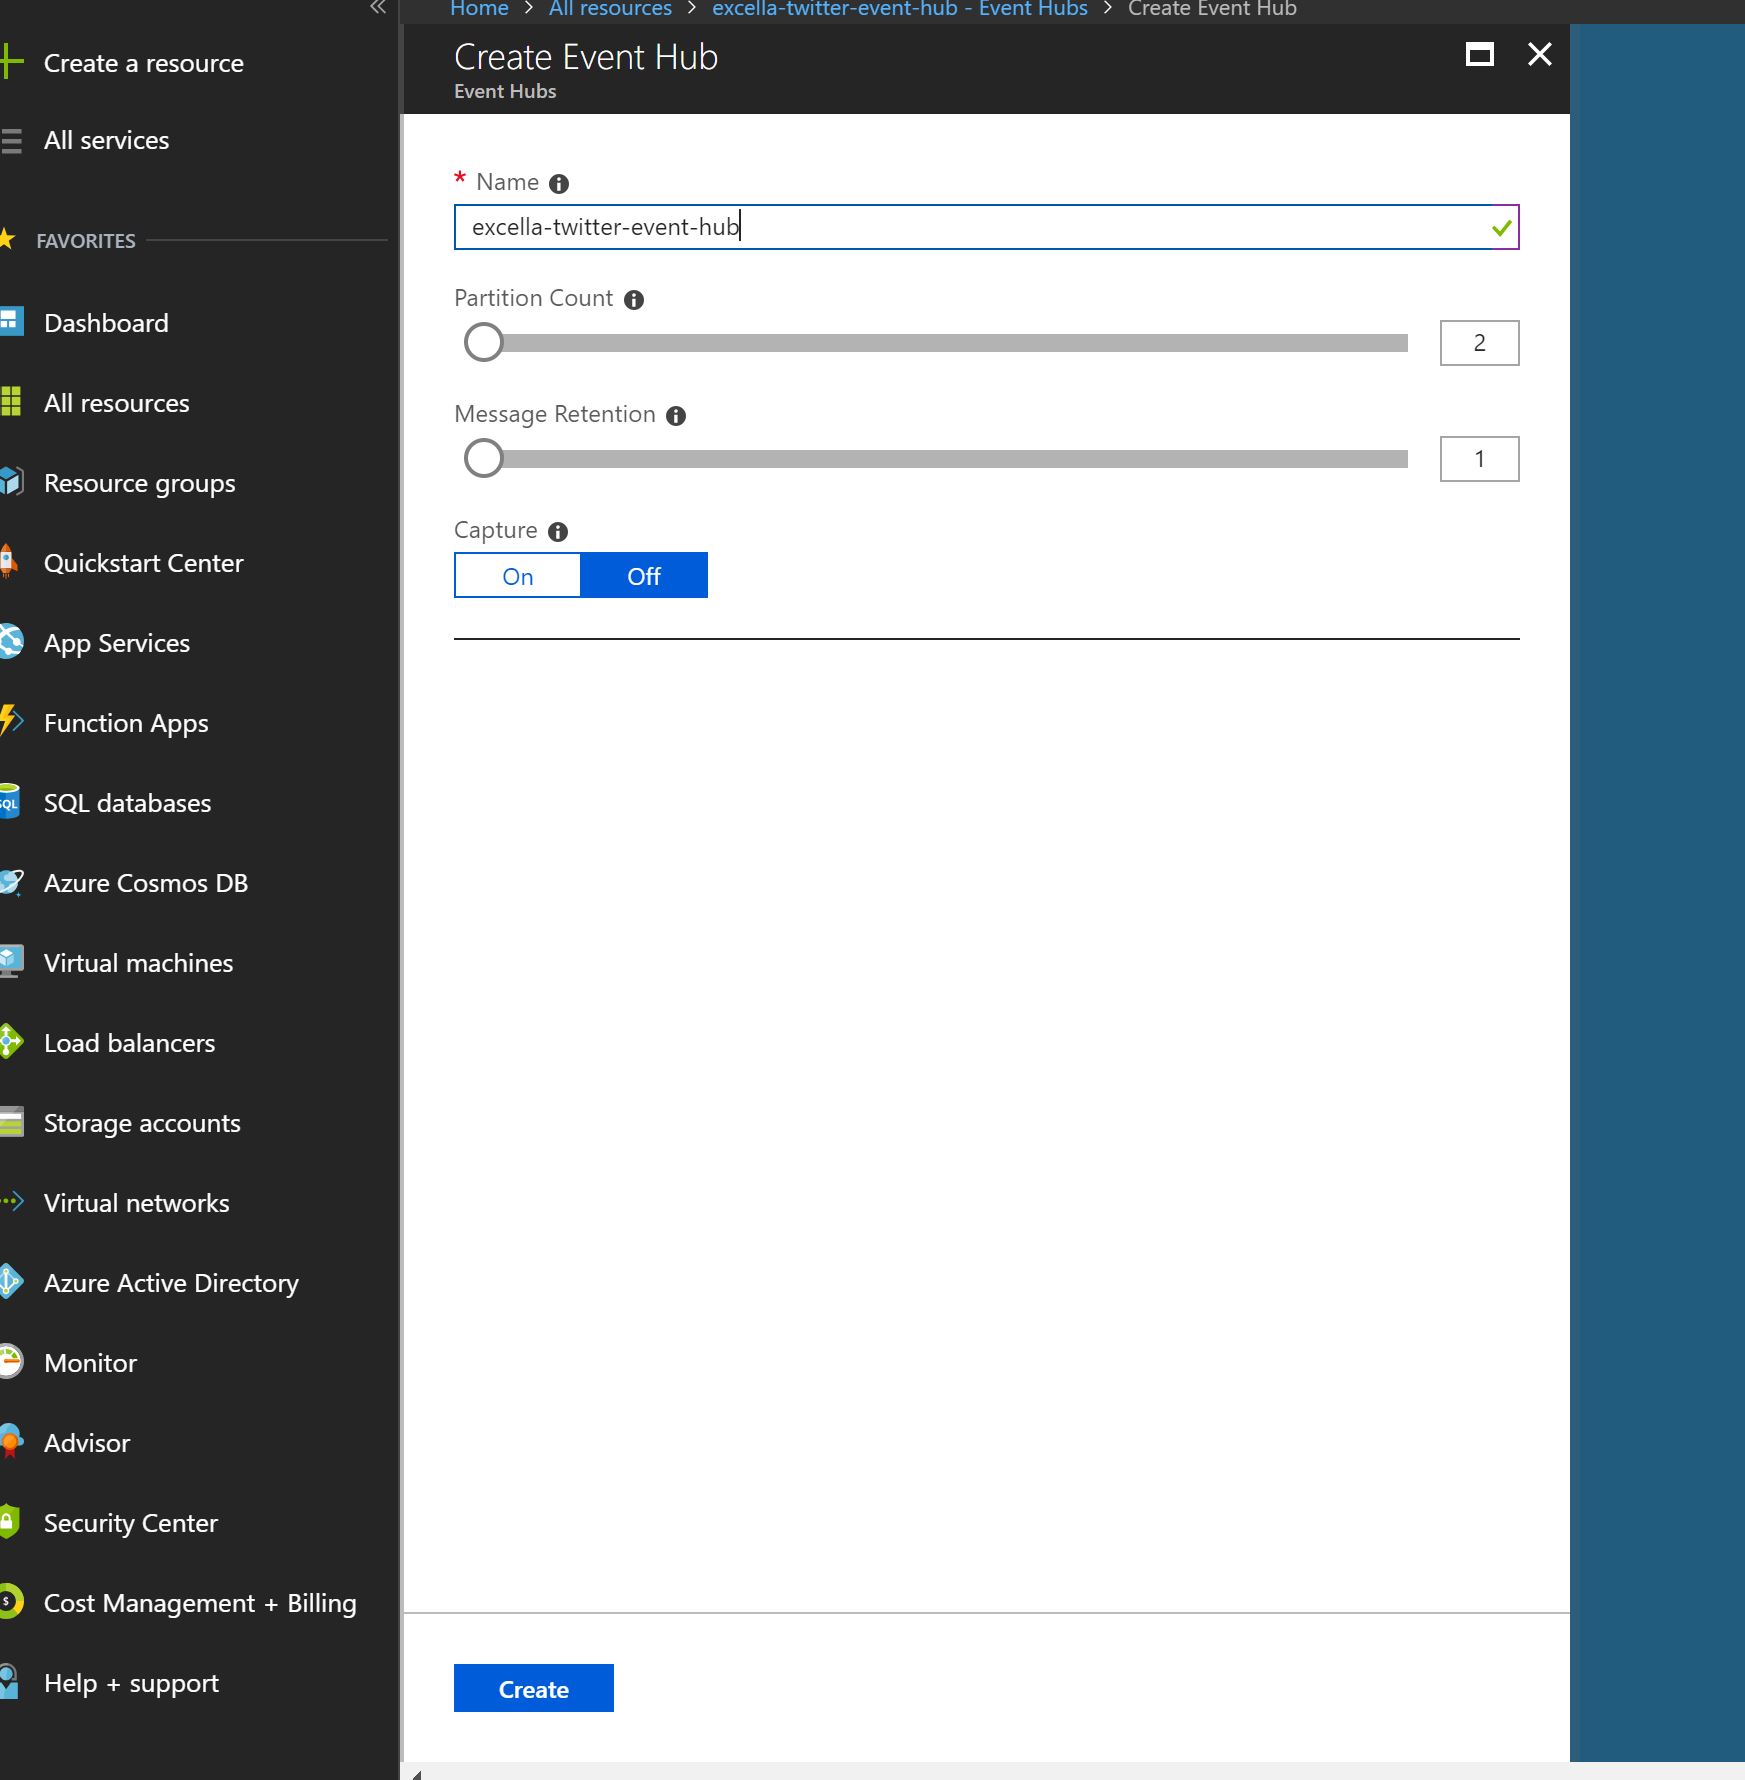 Home > All resources > excella-twitter-event-hub - Event Hubs > Create Event Hub
Create a resource
All services
FAVORITES
Dashboard
All resources
Resource groups
Quickstart Center
App Services
Function Apps
SQL databases
SQL
Azure Cosmos DB
Virtual machines
Load balancers
Storage accounts
Virtual networks
Azure Active Directory
Monitor
Advisor
Security Center
Cost Management + Billing
$
Help + support
Create Event Hub
Event Hubs
* Name
excella-twitter-event-hub
Partition Count
2
Message Retention
1
Capture
On Off
Create